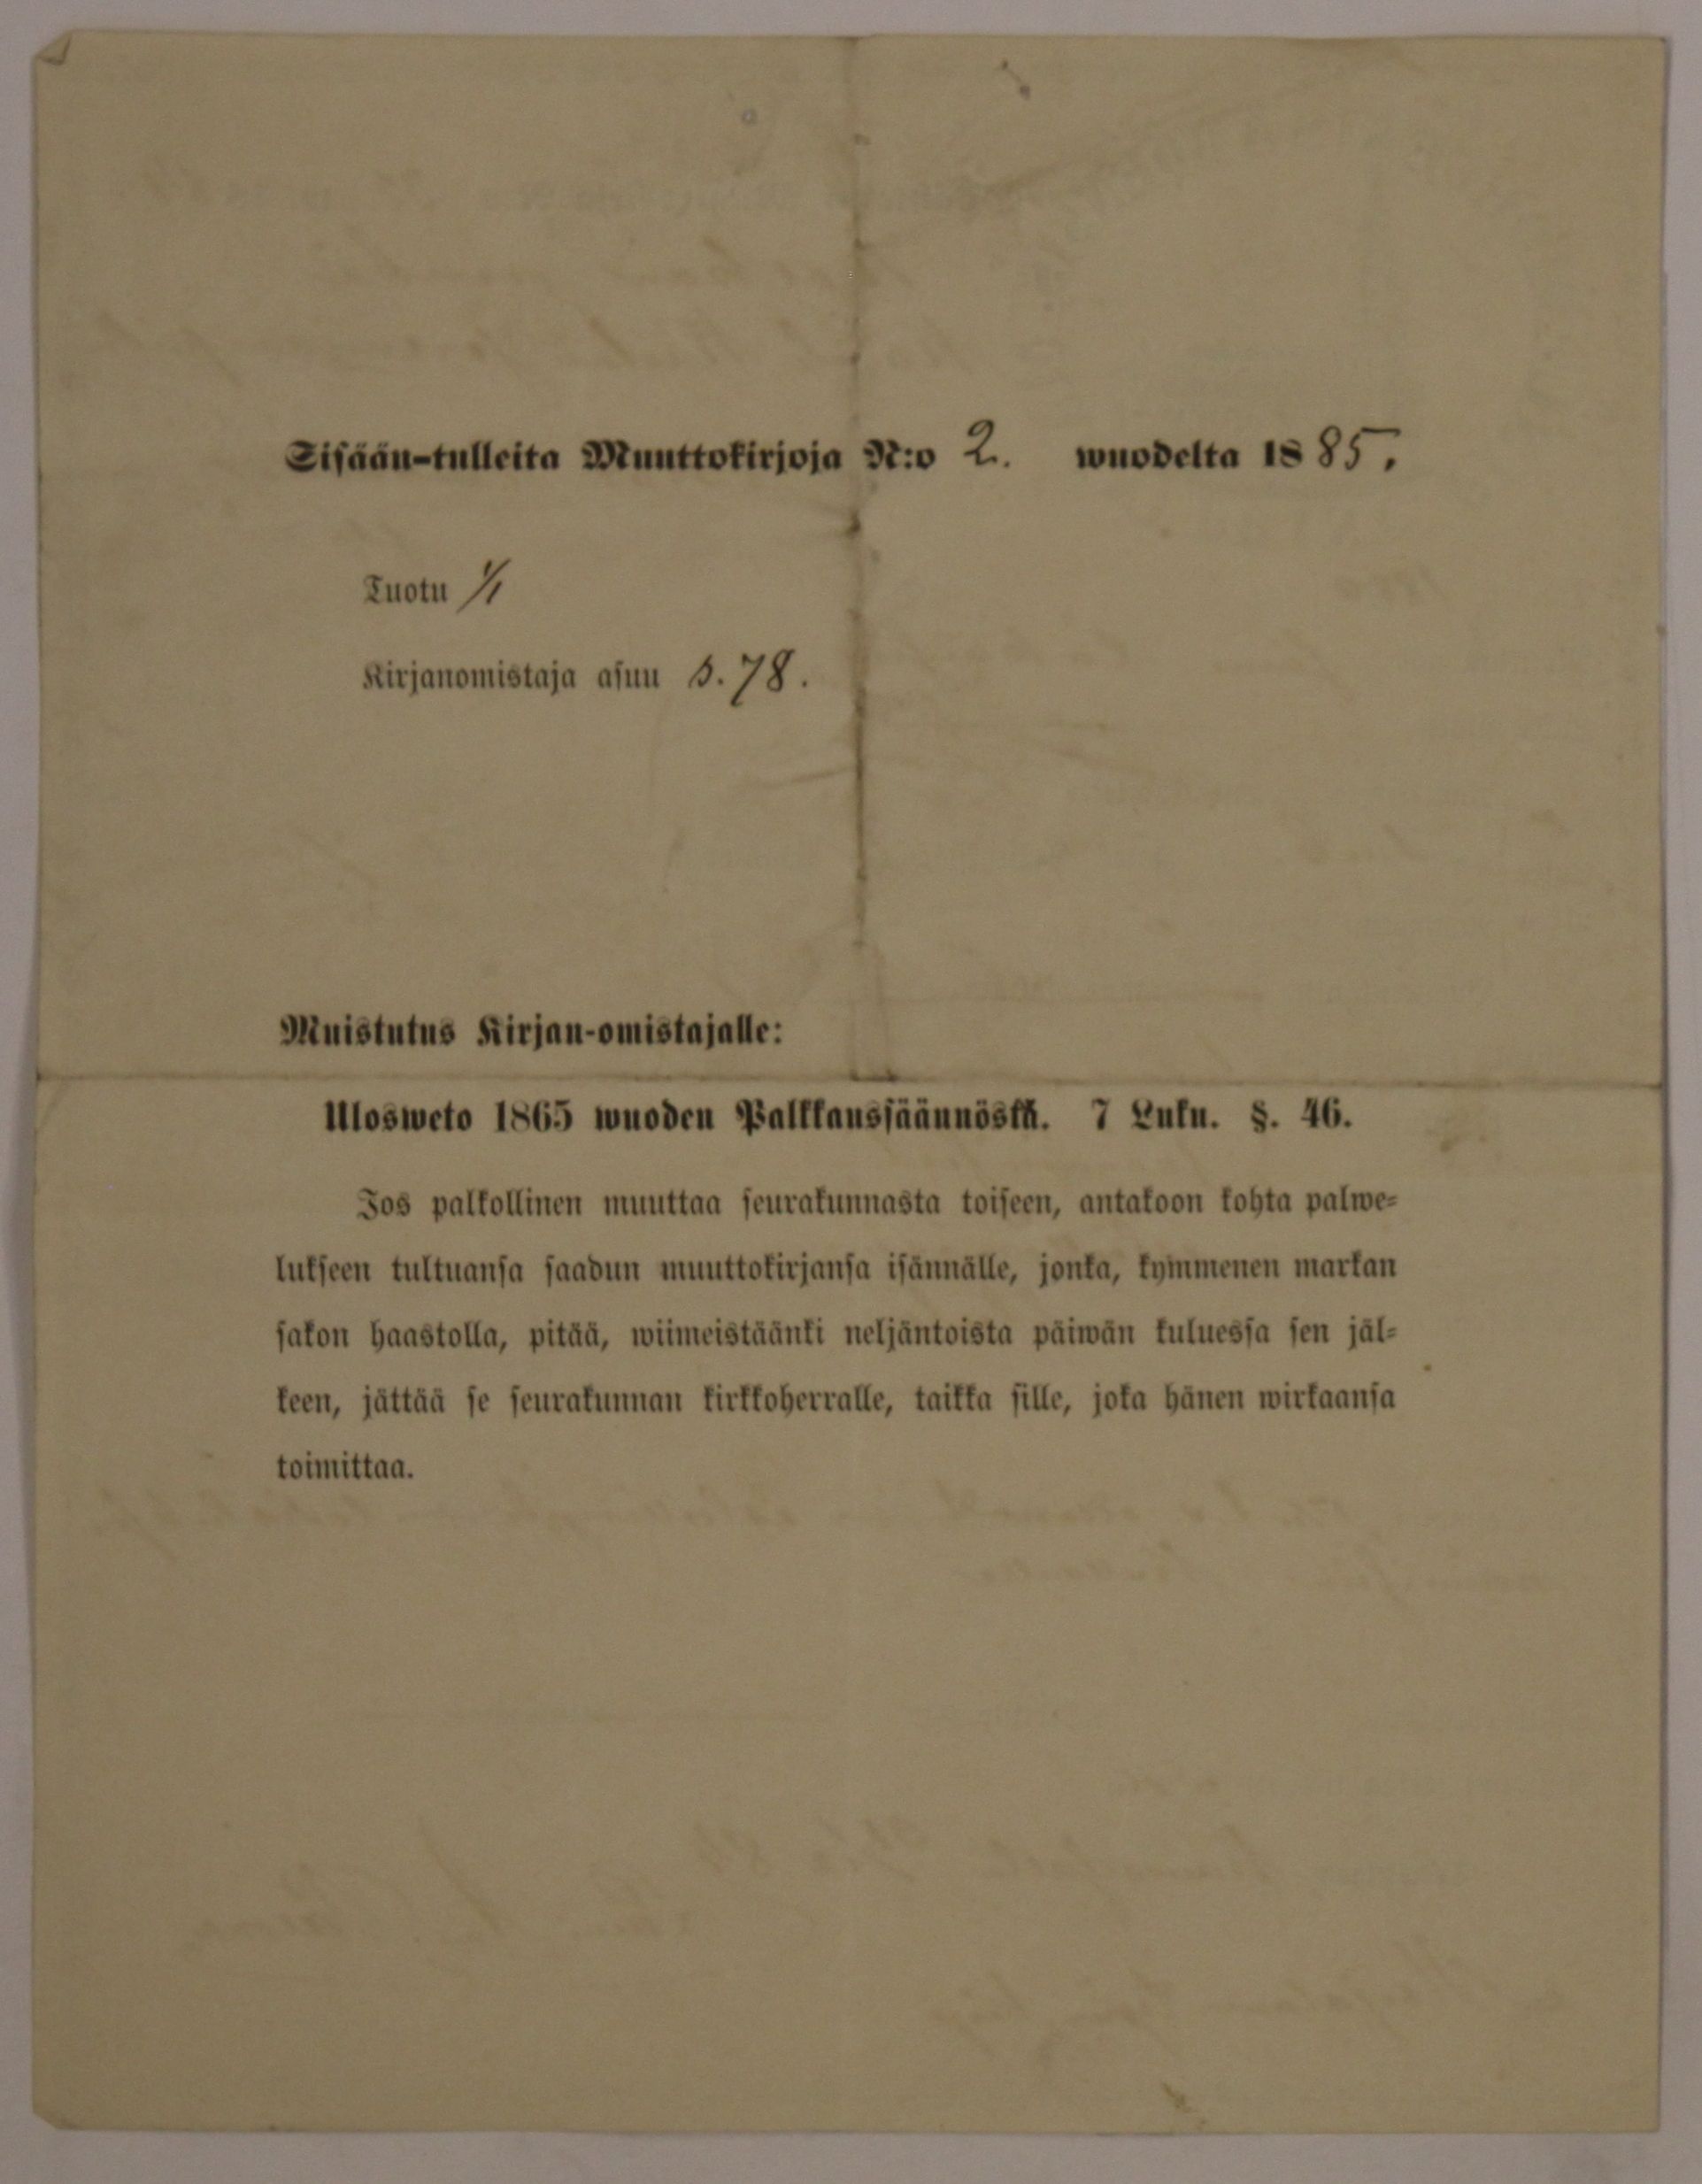 Sisään-tulleita Muuttokirjoja N:o 2. wuodelta 1885.
Tuotu 1/1
Kirjanomistaja asuu s. 78.
Muistutus Kirjan-omistajalle:
Ulosweto 1865 wuoden Palkkaussäännöstä. 7 Luku. §. 46.
Jos palkollinen muuttaa seurakunnasta toiseen, antakoon kohta palwe-
lukseen tultuansa saadun muuttokirjansa isännälle, jonka, kymmenen markan
sakon haastolla, pitää, wiimeistäänki neljäntoista päiwän kuluessa sen jäl-
keen, jättää se seurakunnan kirkkoherralle, taikka sille, joka hänen wirkaansa
toimittaa.